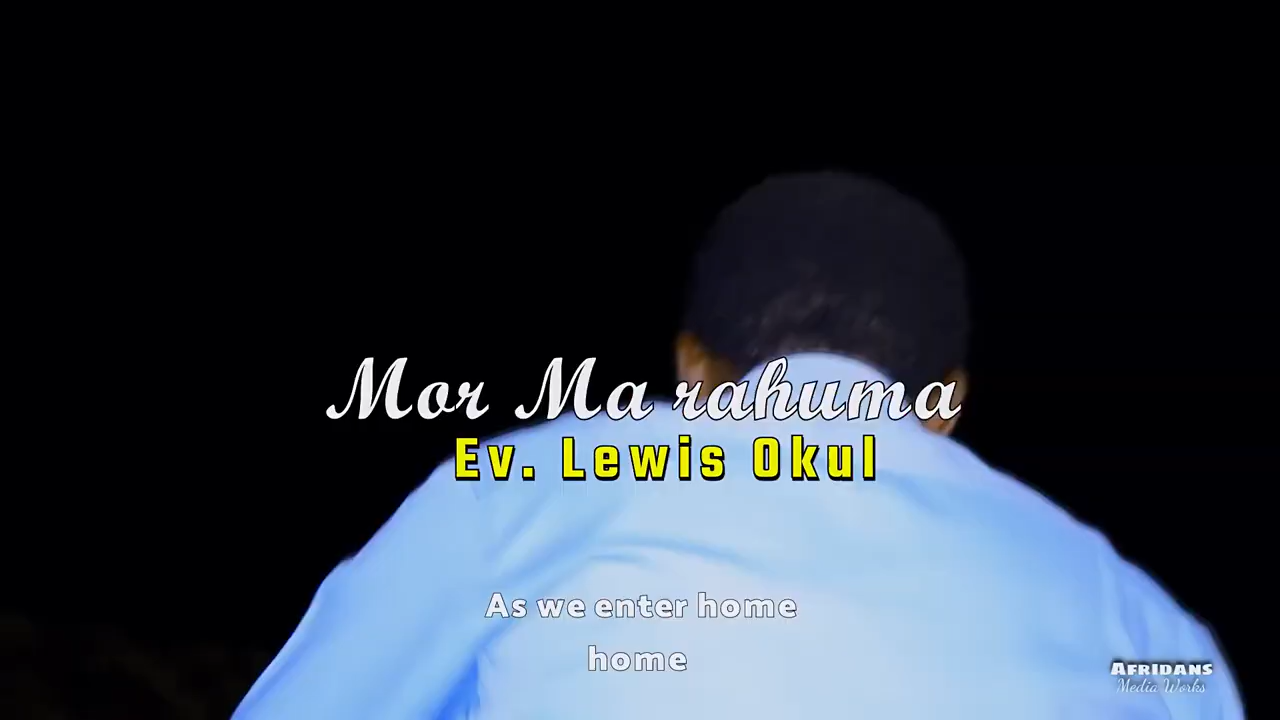 Mor Ma rahuma
Ev. Lewis Okul
As we enter home
home
AFRIDANS
Media Works